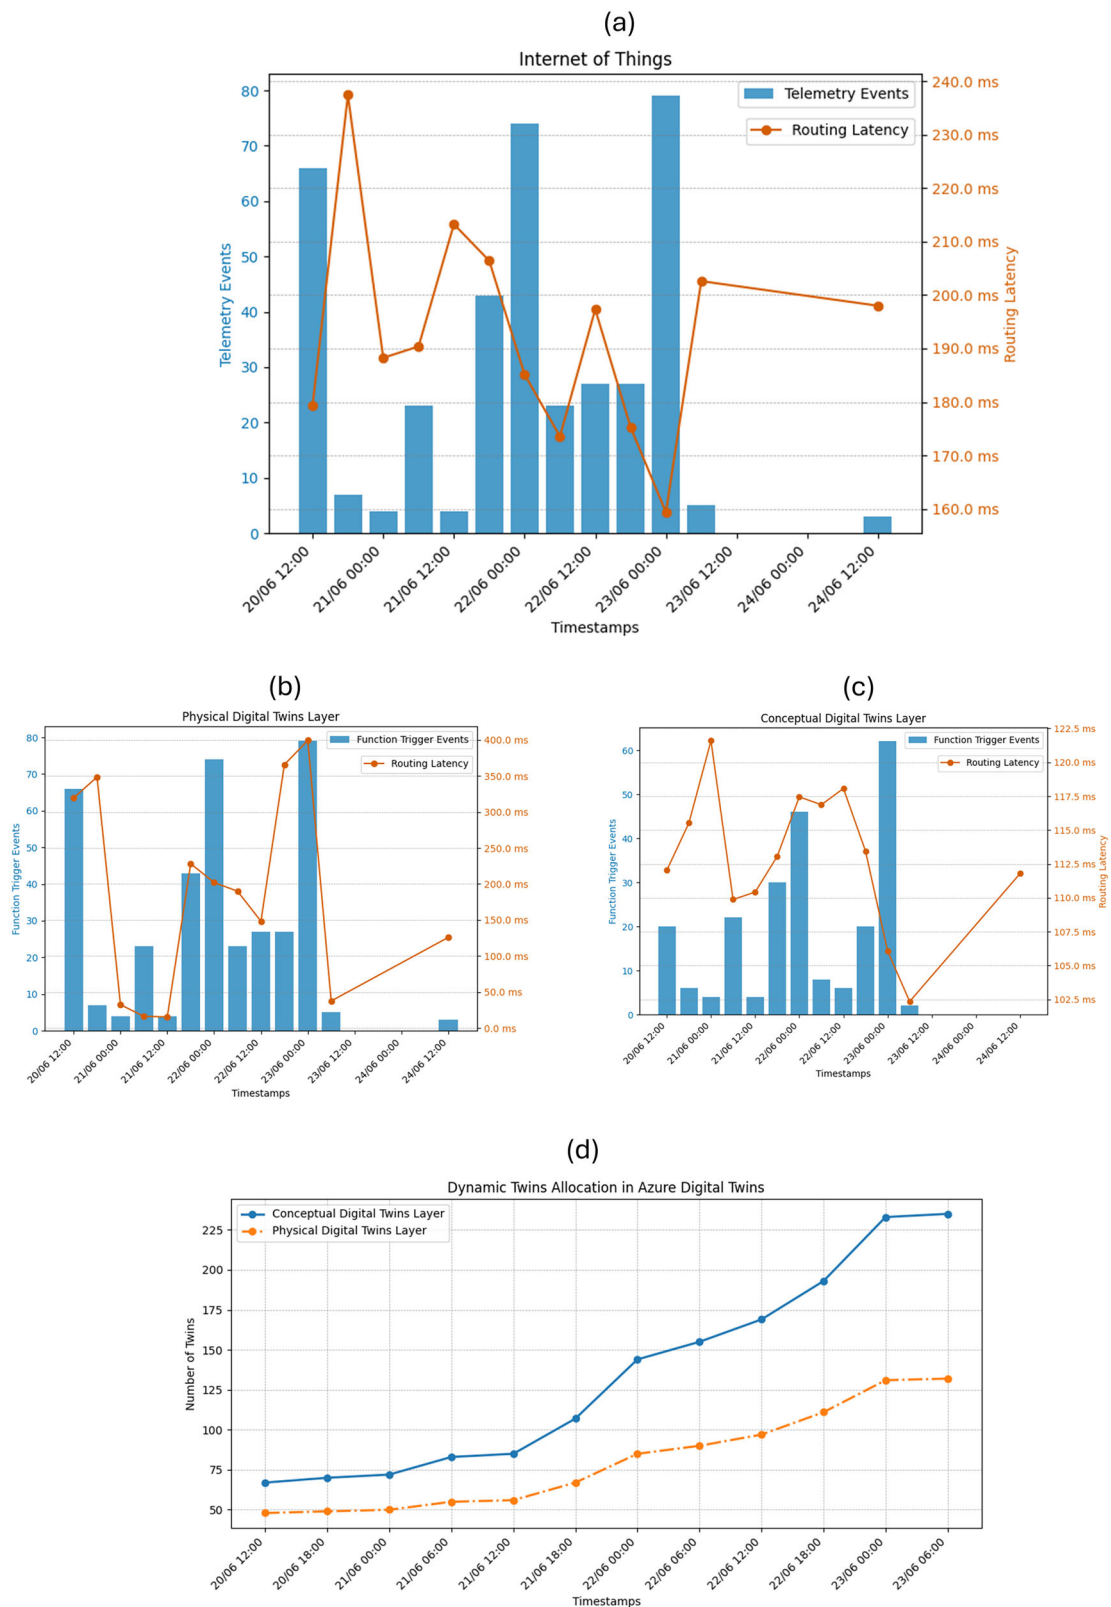 (a)
Internet of Things
Telemetry Events
Routing Latency
80
70
60
50
40
30
20
10
0
Telemetry Events
240.0 ms
230.0 ms
220.0 ms
210.0 ms
200.0 ms
190.0 ms
180.0 ms
170.0 ms
160.0 ms
Routing Latency
20/06 12:00
21/06 00:00
21/06 12:00
22/06 00:00
22/06 12:00
23/06 00:00
23/06 12:00
24/06 00:00
24/06 12:00
Timestamps
(b)
Physical Digital Twins Layer
Function Trigger Events
Routing Latency
80
70
60
50
40
30
20
10
0
Function Trigger Events
400.0 ms
350.0 ms
300.0 ms
250.0 ms
200.0 ms
150.0 ms
100.0 ms
50.0 ms
0.0 ms
Routing Latency
20/06 12:00
21/06 00:00
21/06 12:00
22/06 00:00
22/06 12:00
23/06 00:00
23/06 12:00
24/06 00:00
24/06 12:00
Timestamps
(c)
Conceptual Digital Twins Layer
Function Trigger Events
Routing Latency
60
50
40
30
20
10
0
Function Trigger Events
122.5 ms
120.0 ms
117.5 ms
115.0 ms
112.5 ms
110.0 ms
107.5 ms
105.0 ms
102.5 ms
Routing Latency
20/06 12:00
21/06 00:00
21/06 12:00
22/06 00:00
22/06 12:00
23/06 00:00
23/06 12:00
24/06 00:00
24/06 12:00
Timestamps
(d)
Dynamic Twins Allocation in Azure Digital Twins
Conceptual Digital Twins Layer
Physical Digital Twins Layer
225
200
175
150
125
100
75
50
Number of Twins
20/06 12:00
20/06 18:00
21/06 00:00
21/06 06:00
21/06 12:00
21/06 18:00
22/06 00:00
22/06 06:00
22/06 12:00
22/06 18:00
23/06 00:00
23/06 06:00
Timestamps